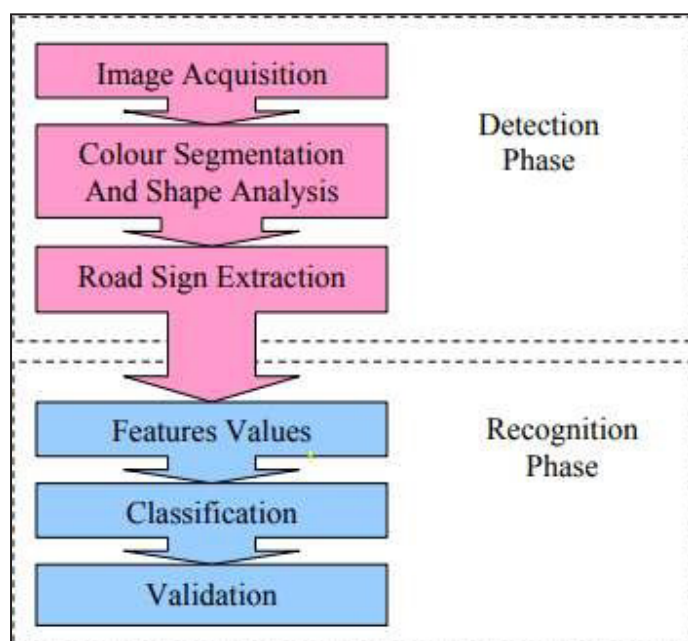 Image Acquisition
Colour Segmentation
And Shape Analysis
Road Sign Extraction
Detection
Phase
Features Values
Classification
Validation
Recognition
Phase